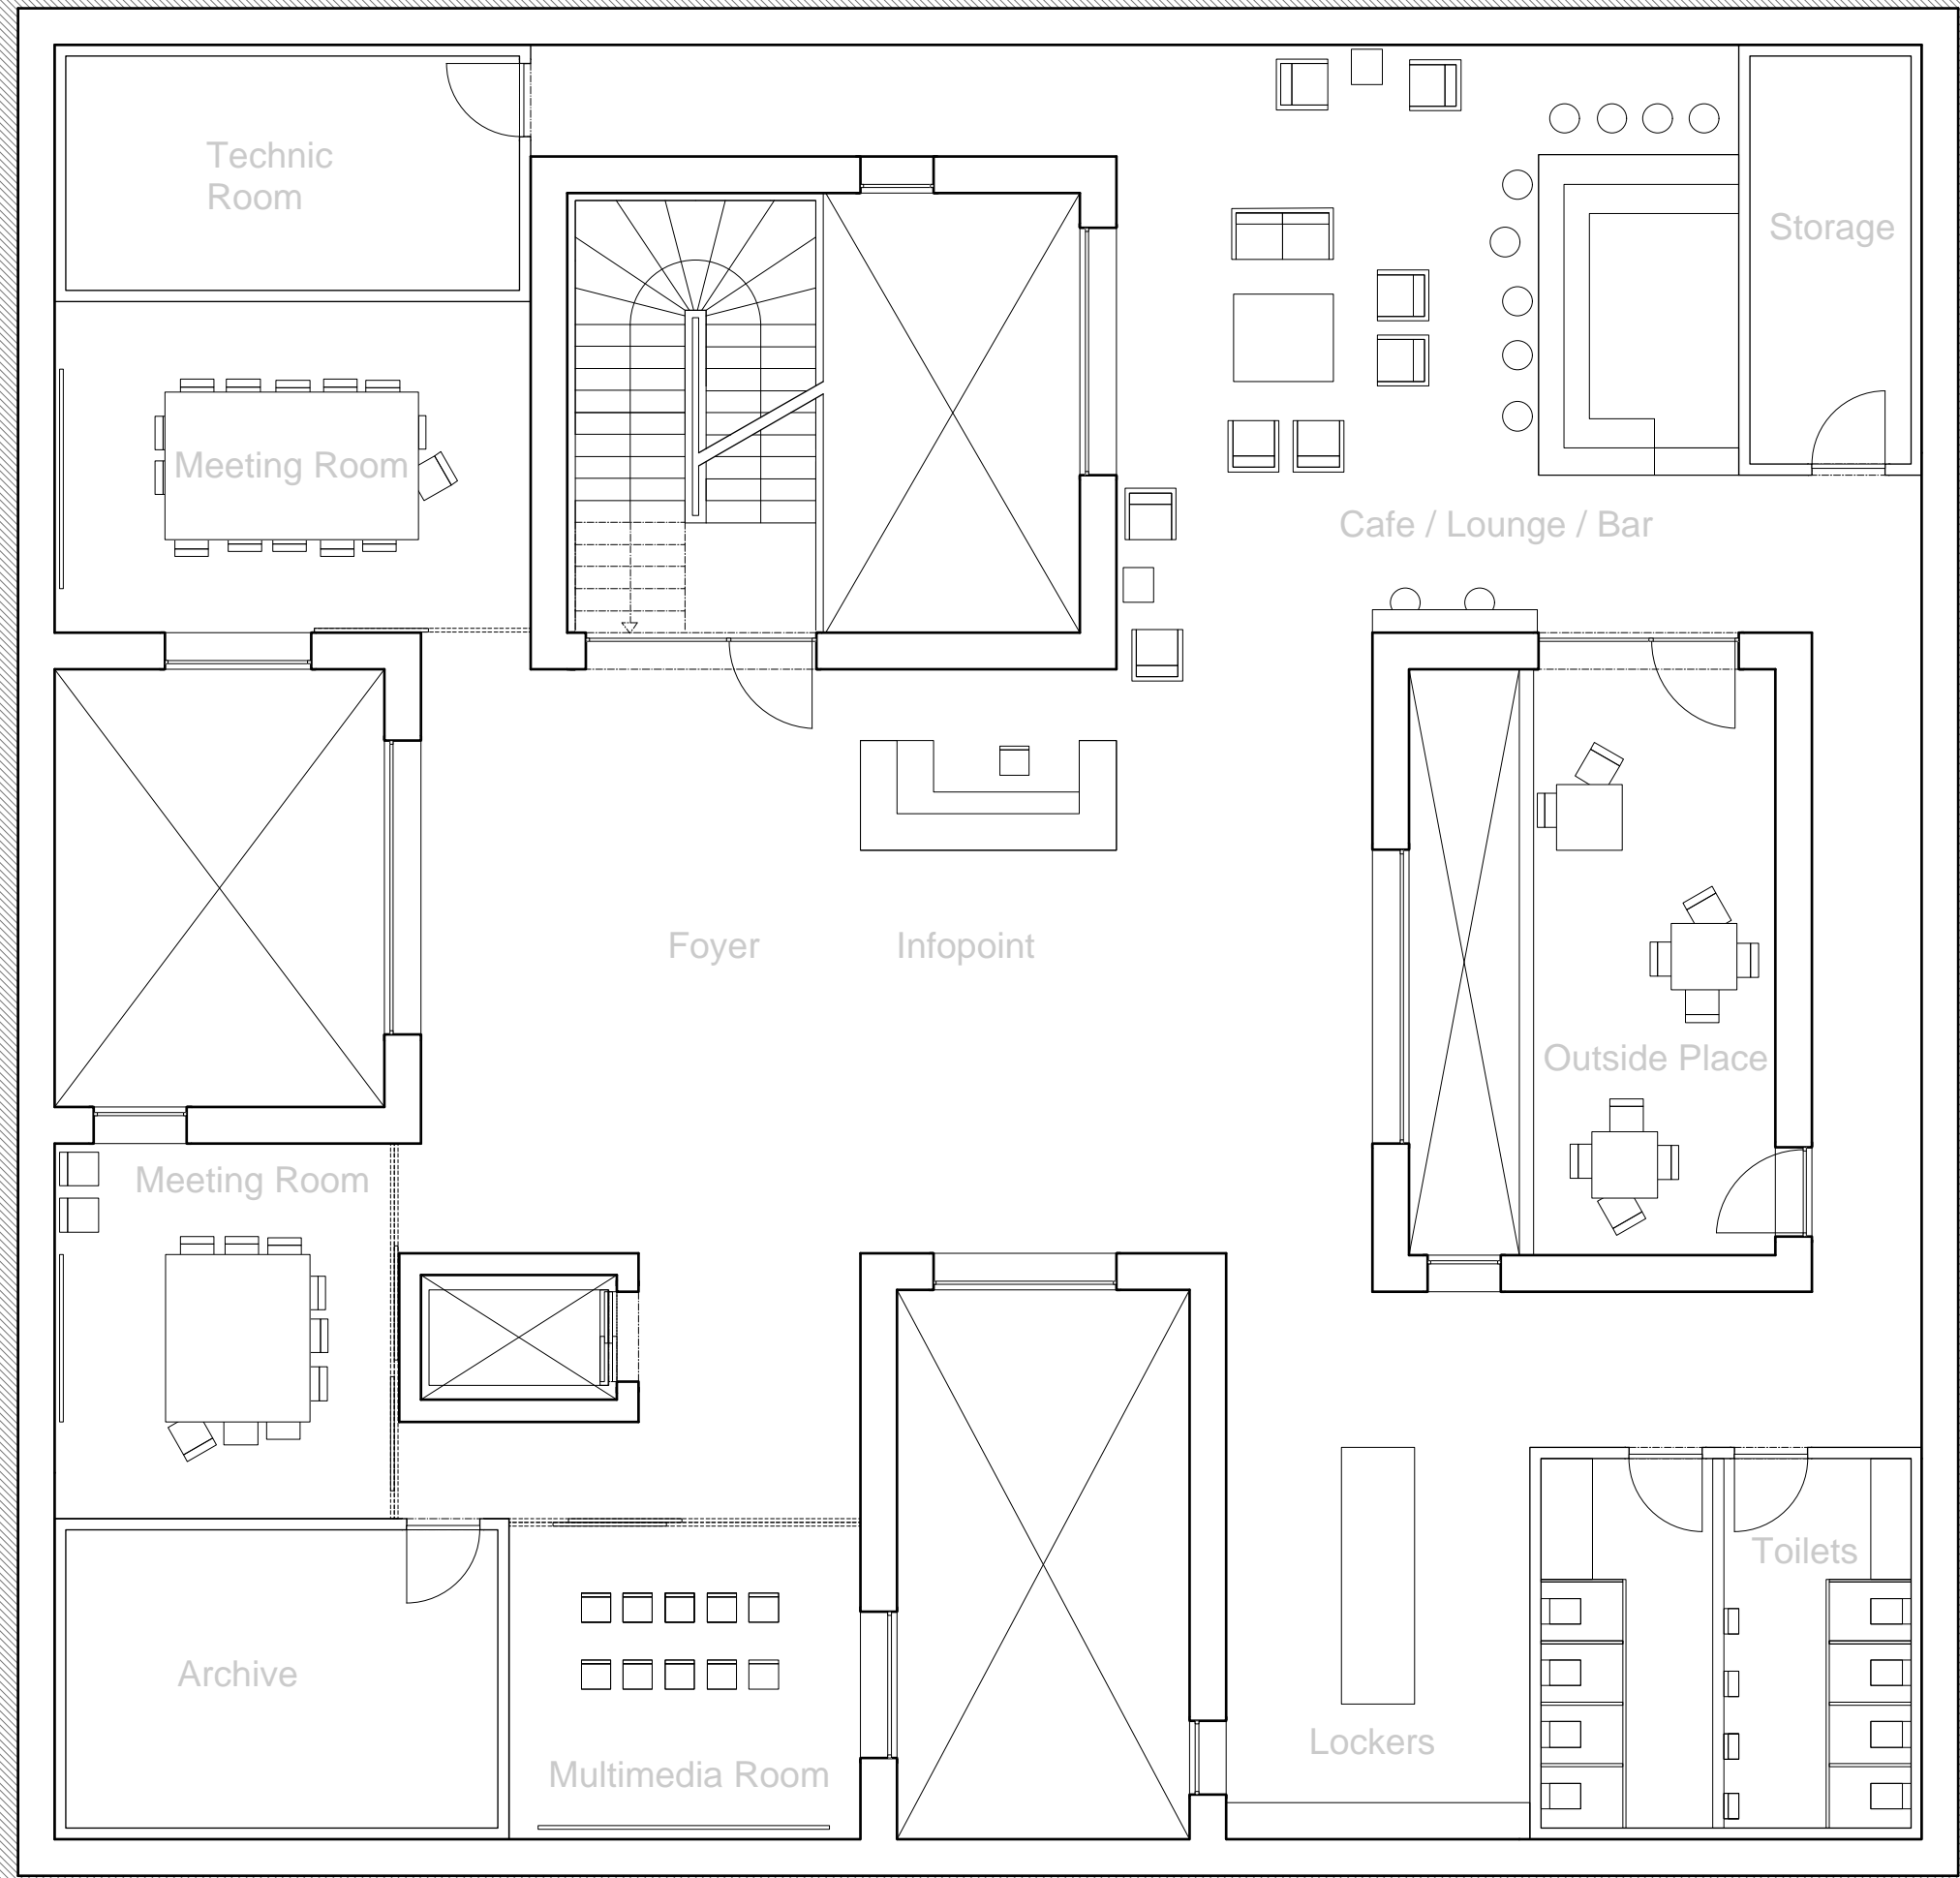 Technic
Room
Storage
Meeting Room
Cafe / Lounge / Bar
Foyer
Infopoint
Outside Place
Meeting Room
Toilets
Archive
Lockers
Multimedia Room